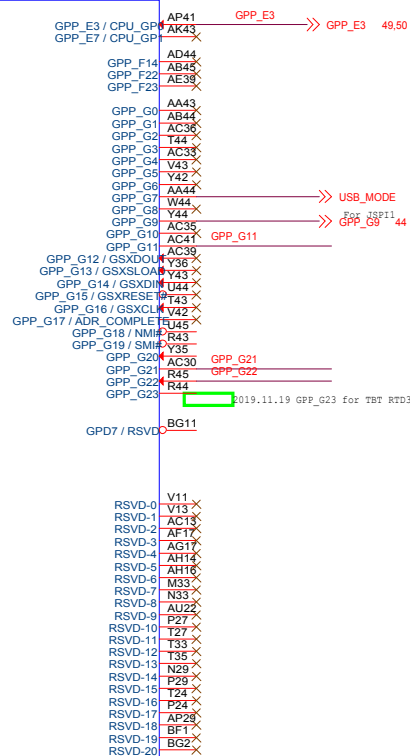 GPP_E3 / CPU_GP0 AP41 GPP_E3 GPP_E3 49,50
GPP_E7 / CPU_GP1 AK43
GPP_F14 AD44
GPP_F22 AB45
GPP_F23 AE39
GPP_G0 AA43
GPP_G1 AB44
GPP_G2 AC36
GPP_G3 T44
GPP_G4 AC33
GPP_G5 V43
GPP_G6 Y42
GPP_G7 AA44 USB_MODE
GPP_G8 W44
For JSPI1
GPP_G9 Y44 GPP_G9 44
GPP_G10 AC35
GPP_G11 AC41 GPP_G11
GPP_G12 / GSXDOUT AC39
GPP_G13 / GSXSLOAD Y36
GPP_G14 / GSXDIN Y43
GPP_G15 / GSXRESET# U44
GPP_G16 / GSXCLK T43
GPP_G17 / ADR_COMPLETE V42
GPP_G18 / NMI# U45
GPP_G19 / SMI# R43
GPP_G20 Y35
GPP_G21 AC30 GPP_G21
GPP_G22 R45 GPP_G22
GPP_G23 R44
2019.11.19 GPP_G23 for TBT RTD3
GPD7 / RSVD BG11
RSVD-0 V11
RSVD-1 V13
RSVD-2 AC13
RSVD-3 AF17
RSVD-4 AG17
RSVD-5 AH14
RSVD-6 AH16
RSVD-7 M33
RSVD-8 N33
RSVD-9 AU22
RSVD-10 P27
RSVD-11 T27
RSVD-12 T33
RSVD-13 T35
RSVD-14 N29
RSVD-15 P29
RSVD-16 T24
RSVD-17 P24
RSVD-18 AP29
RSVD-19 BF1
RSVD-20 BG2